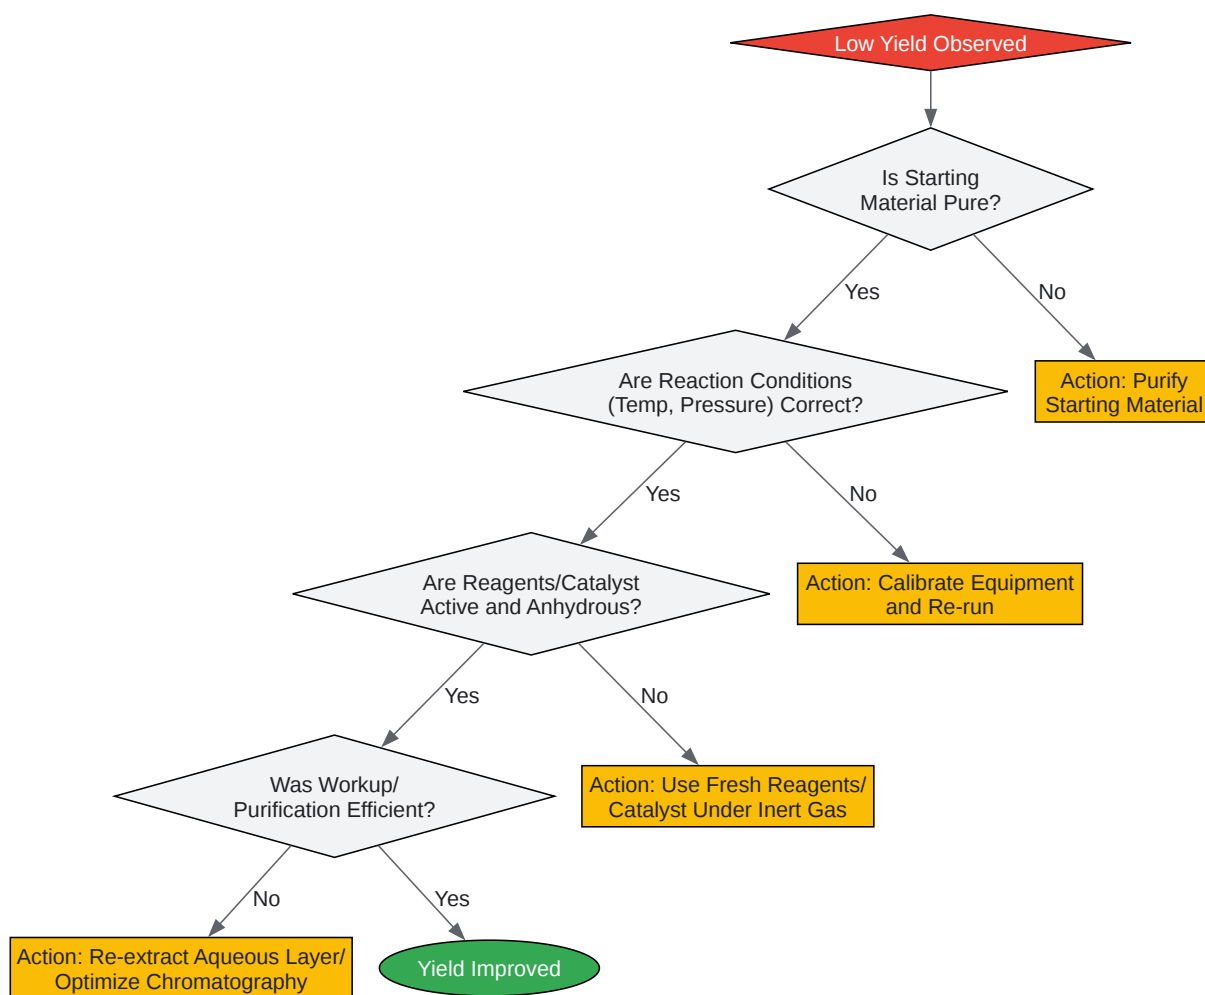 Low Yield Observed
Is Starting
Material Pure?
Yes
No
Are Reaction Conditions
(Temp, Pressure) Correct?
Action: Purify
Starting Material
Yes
No
Are Reagents/Catalyst
Active and Anhydrous?
Action: Calibrate Equipment
and Re-run
Yes
No
Was Workup/
Purification Efficient?
Action: Use Fresh Reagents/
Catalyst Under Inert Gas
No
Yes
Action: Re-extract Aqueous Layer/
Optimize Chromatography
Yield Improved